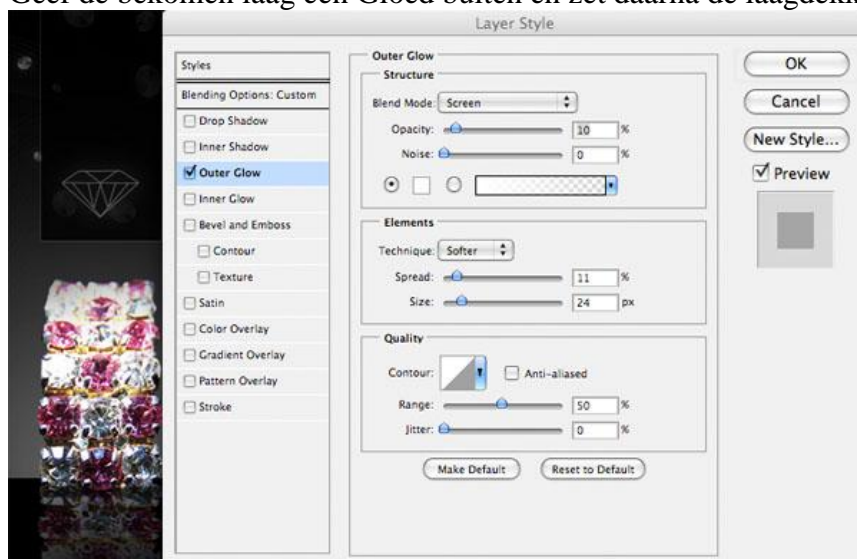 Geef de bekomen laag een Gloed buiten en zet daarna de laagdekk
Layer Style
Styles
Blending Options: Custom
Drop Shadow
Inner Shadow
Outer Glow
Inner Glow
Bevel and Emboss
Contour
Texture
Satin
Color Overlay
Gradient Overlay
Pattern Overlay
Stroke
Outer Glow
Structure
Blend Mode: Screen
Opacity: 10 %
Noise: 0 %
Elements
Technique: Softer
Spread: 11 %
Size: 24 px
Quality
Contour: Anti-aliased
Range: 50 %
Jitter: 0 %
Make Default Reset to Default
OK
Cancel
New Style...
Preview